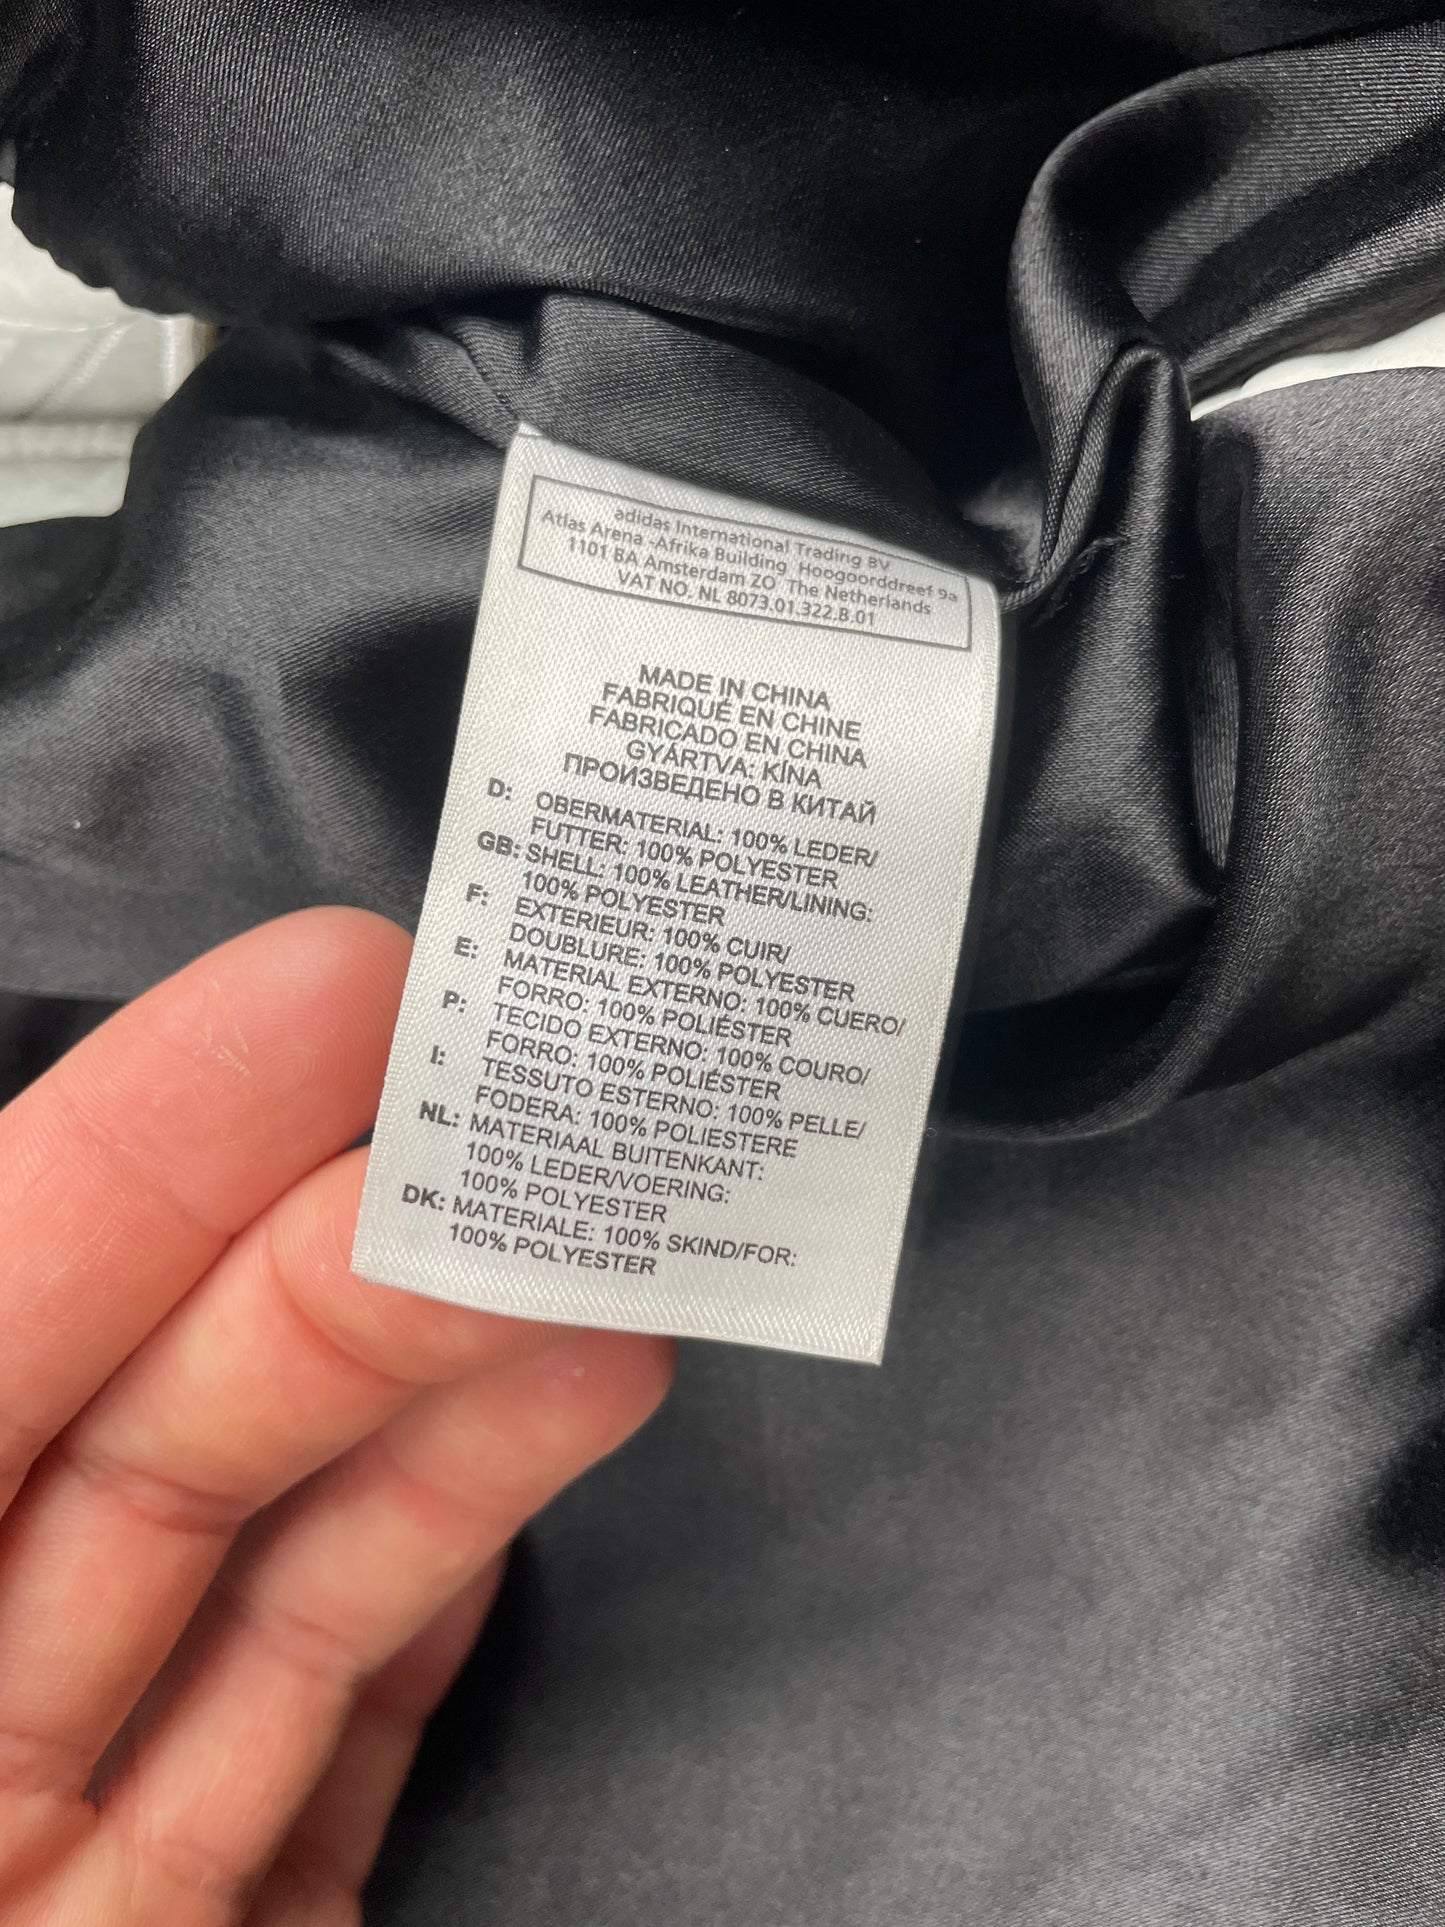 adidas International Trading BV
Atlas Arena -Afrika Building Hoogoorddreef 9a
1101 BA Amsterdam ZO The Netherlands
VAT NO. NL 8073.01.322.B.01
MADE IN CHINA
FABRIQUÉ EN CHINE
FABRICADO EN CHINA
GYÁRTVA: KÍNA
ПРОИЗВЕДЕНО В КИТАЙ
D: OBERMATERIAL: 100% LEDER/
FUTTER: 100% POLYESTER
GB: SHELL: 100% LEATHER/LINING:
100% POLYESTER
F: EXTERIEUR: 100% CUIR/
DOUBLURE: 100% POLYESTER
E: MATERIAL EXTERNO: 100% CUERO/
FORRO: 100% POLIÉSTER
P: TECIDO EXTERNO: 100% COURO/
FORRO: 100% POLIÉSTER
I: TESSUTO ESTERNO: 100% PELLE/
FODERA: 100% POLIESTERE
NL: MATERIAAL BUITENKANT:
100% LEDER/VOERING:
100% POLYESTER
DK: MATERIALE: 100% SKIND/FOR:
100% POLYESTER